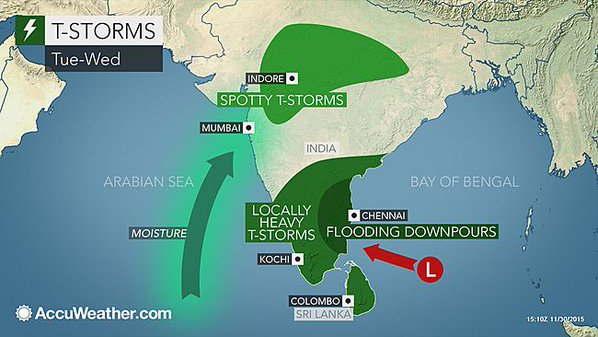 T-STORMS
Tue-Wed
INDORE
SPOTTY T-STORMS
MUMBAI
INDIA
ARABIAN SEA
BAY OF BENGAL
LOCALLY
HEAVY
T-STORMS
CHENNAI
FLOODING DOWNPOURS
MOISTURE
KOCHI
L
COLOMBO
SRI LANKA
AccuWeather.com
15:10Z 11/30/2015